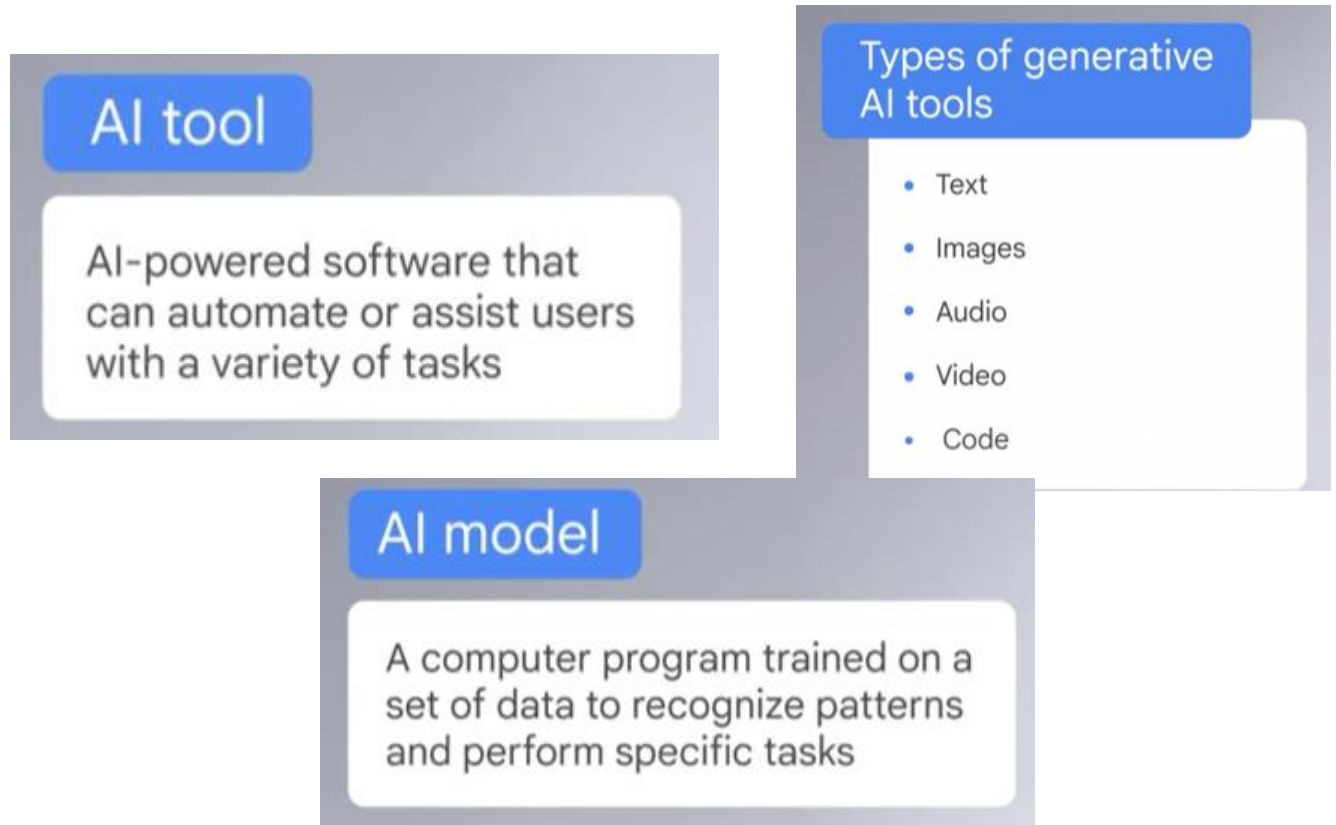 AI tool
AI-powered software that
can automate or assist users
with a variety of tasks
Types of generative
AI tools
• Text
• Images
• Audio
• Video
• Code
AI model
A computer program trained on a
set of data to recognize patterns
and perform specific tasks